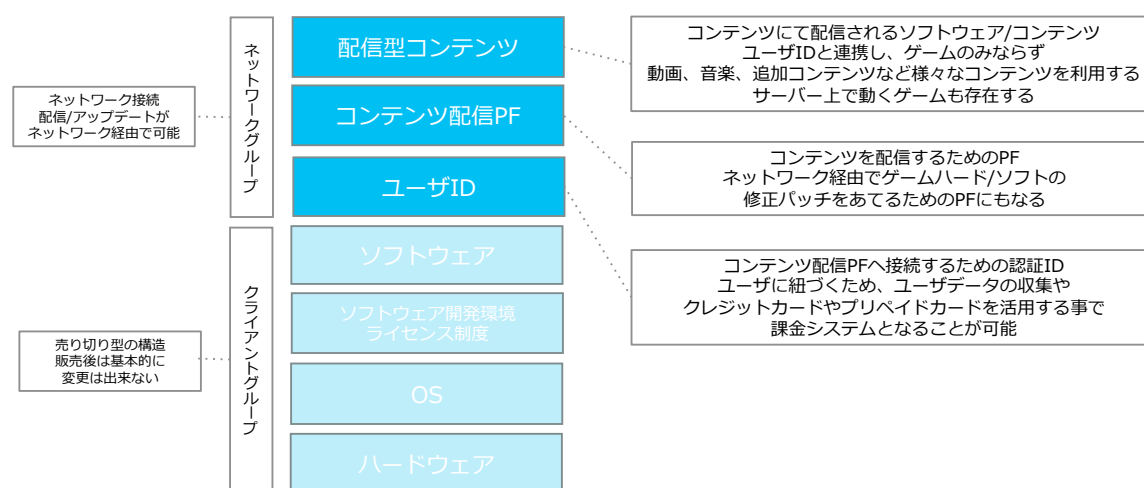 ネットワーク接続
配信/アップデートが
ネットワーク経由で可能
売り切り型の構造
販売後は基本的に
変更は出来ない
ネットワークグループ
クライアントグループ
配信型コンテンツ
コンテンツ配信PF
ユーザID
ソフトウェア
ソフトウェア開発環境
ライセンス制度
OS
ハードウェア
コンテンツにて配信されるソフトウェア/コンテンツ
ユーザIDと連携し、ゲームのみならず
動画、音楽、追加コンテンツなど様々なコンテンツを利用する
サーバー上で動くゲームも存在する
コンテンツを配信するためのPF
ネットワーク経由でゲームハード/ソフトの
修正パッチをあてるためのPFにもなる
コンテンツ配信PFへ接続するための認証ID
ユーザに紐づくため、ユーザデータの収集や
クレジットカードやプリペイドカードを活用する事で
課金システムとなることが可能